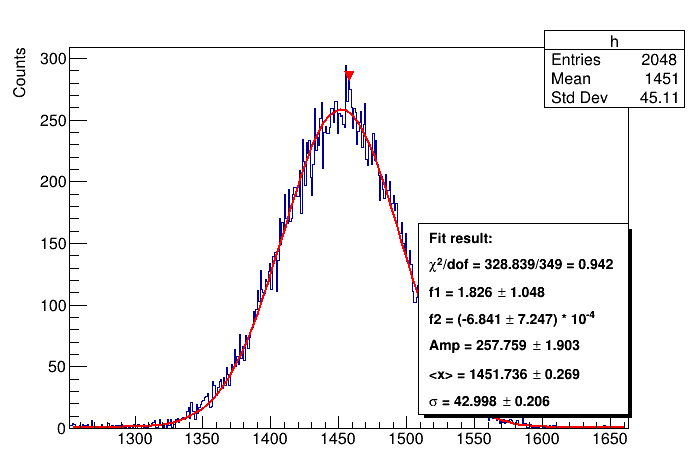 h
Entries 2048
Mean 1451
Std Dev 45.11
Counts
300
250
200
150
100
50
0
Fit result:
χ²/dof = 328.839/349 = 0.942
f1 = 1.826 ± 1.048
f2 = (-6.841 ± 7.247) * 10⁻⁴
Amp = 257.759 ± 1.903
<x> = 1451.736 ± 0.269
σ = 42.998 ± 0.206
1300 1350 1400 1450 1500 1550 1600 1650